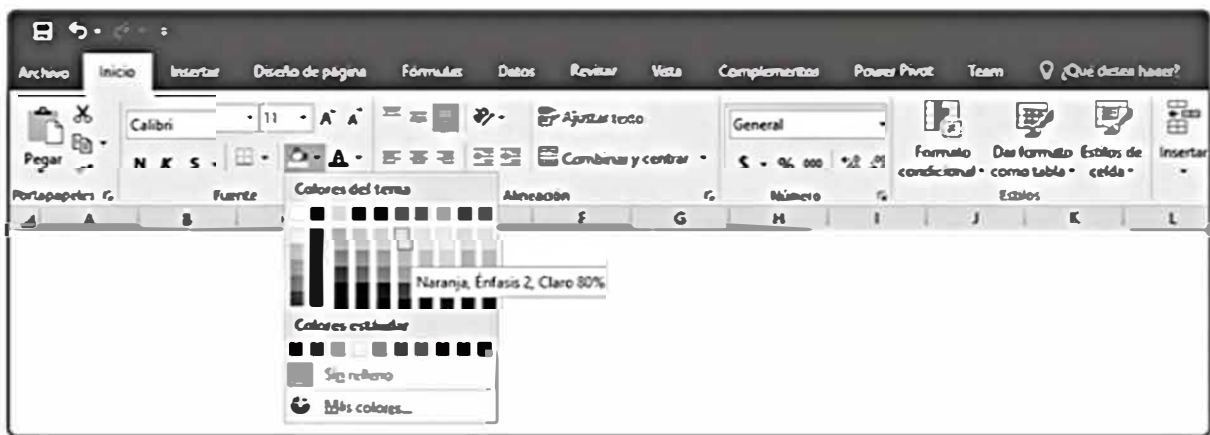 Archivo Inicio Insertar Diseño de página Fórmulas Datos Revisar Vista Complementos Power Pivot Team ¿Qué desea hacer?
Calibri 11 A A Ajustar texto General
Pegar N K S A Combinar y centrar $ % 000 Formato condicional Dar formato como tabla Estilos de celda Insertar
Portapapeles Fuente Alineación Número Estilos
A B F G H I J K L
Colores del tema
Naranja, Énfasis 2, Claro 80%
Colores estándar
Sin relleno
Más colores...